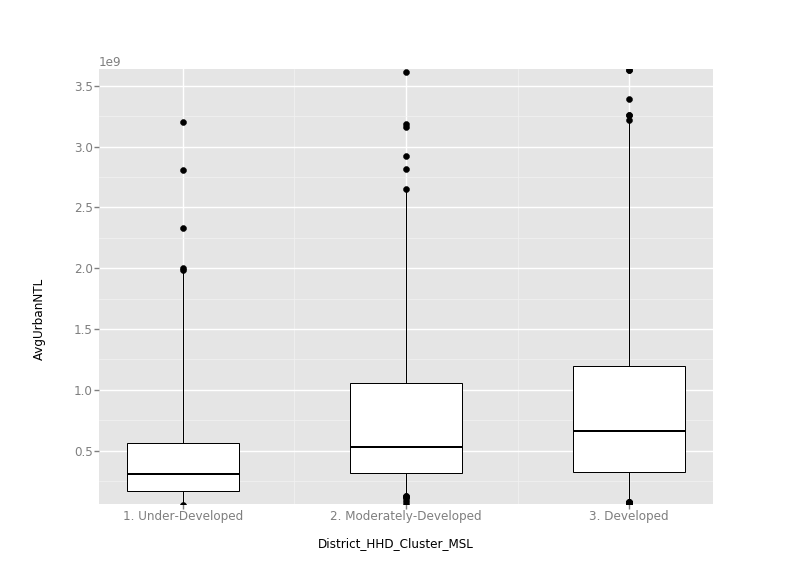 1e9
3.5
3.0
2.5
2.0
1.5
1.0
0.5
AvgUrbanNTL
1. Under-Developed
2. Moderately-Developed
3. Developed
District_HHD_Cluster_MSL